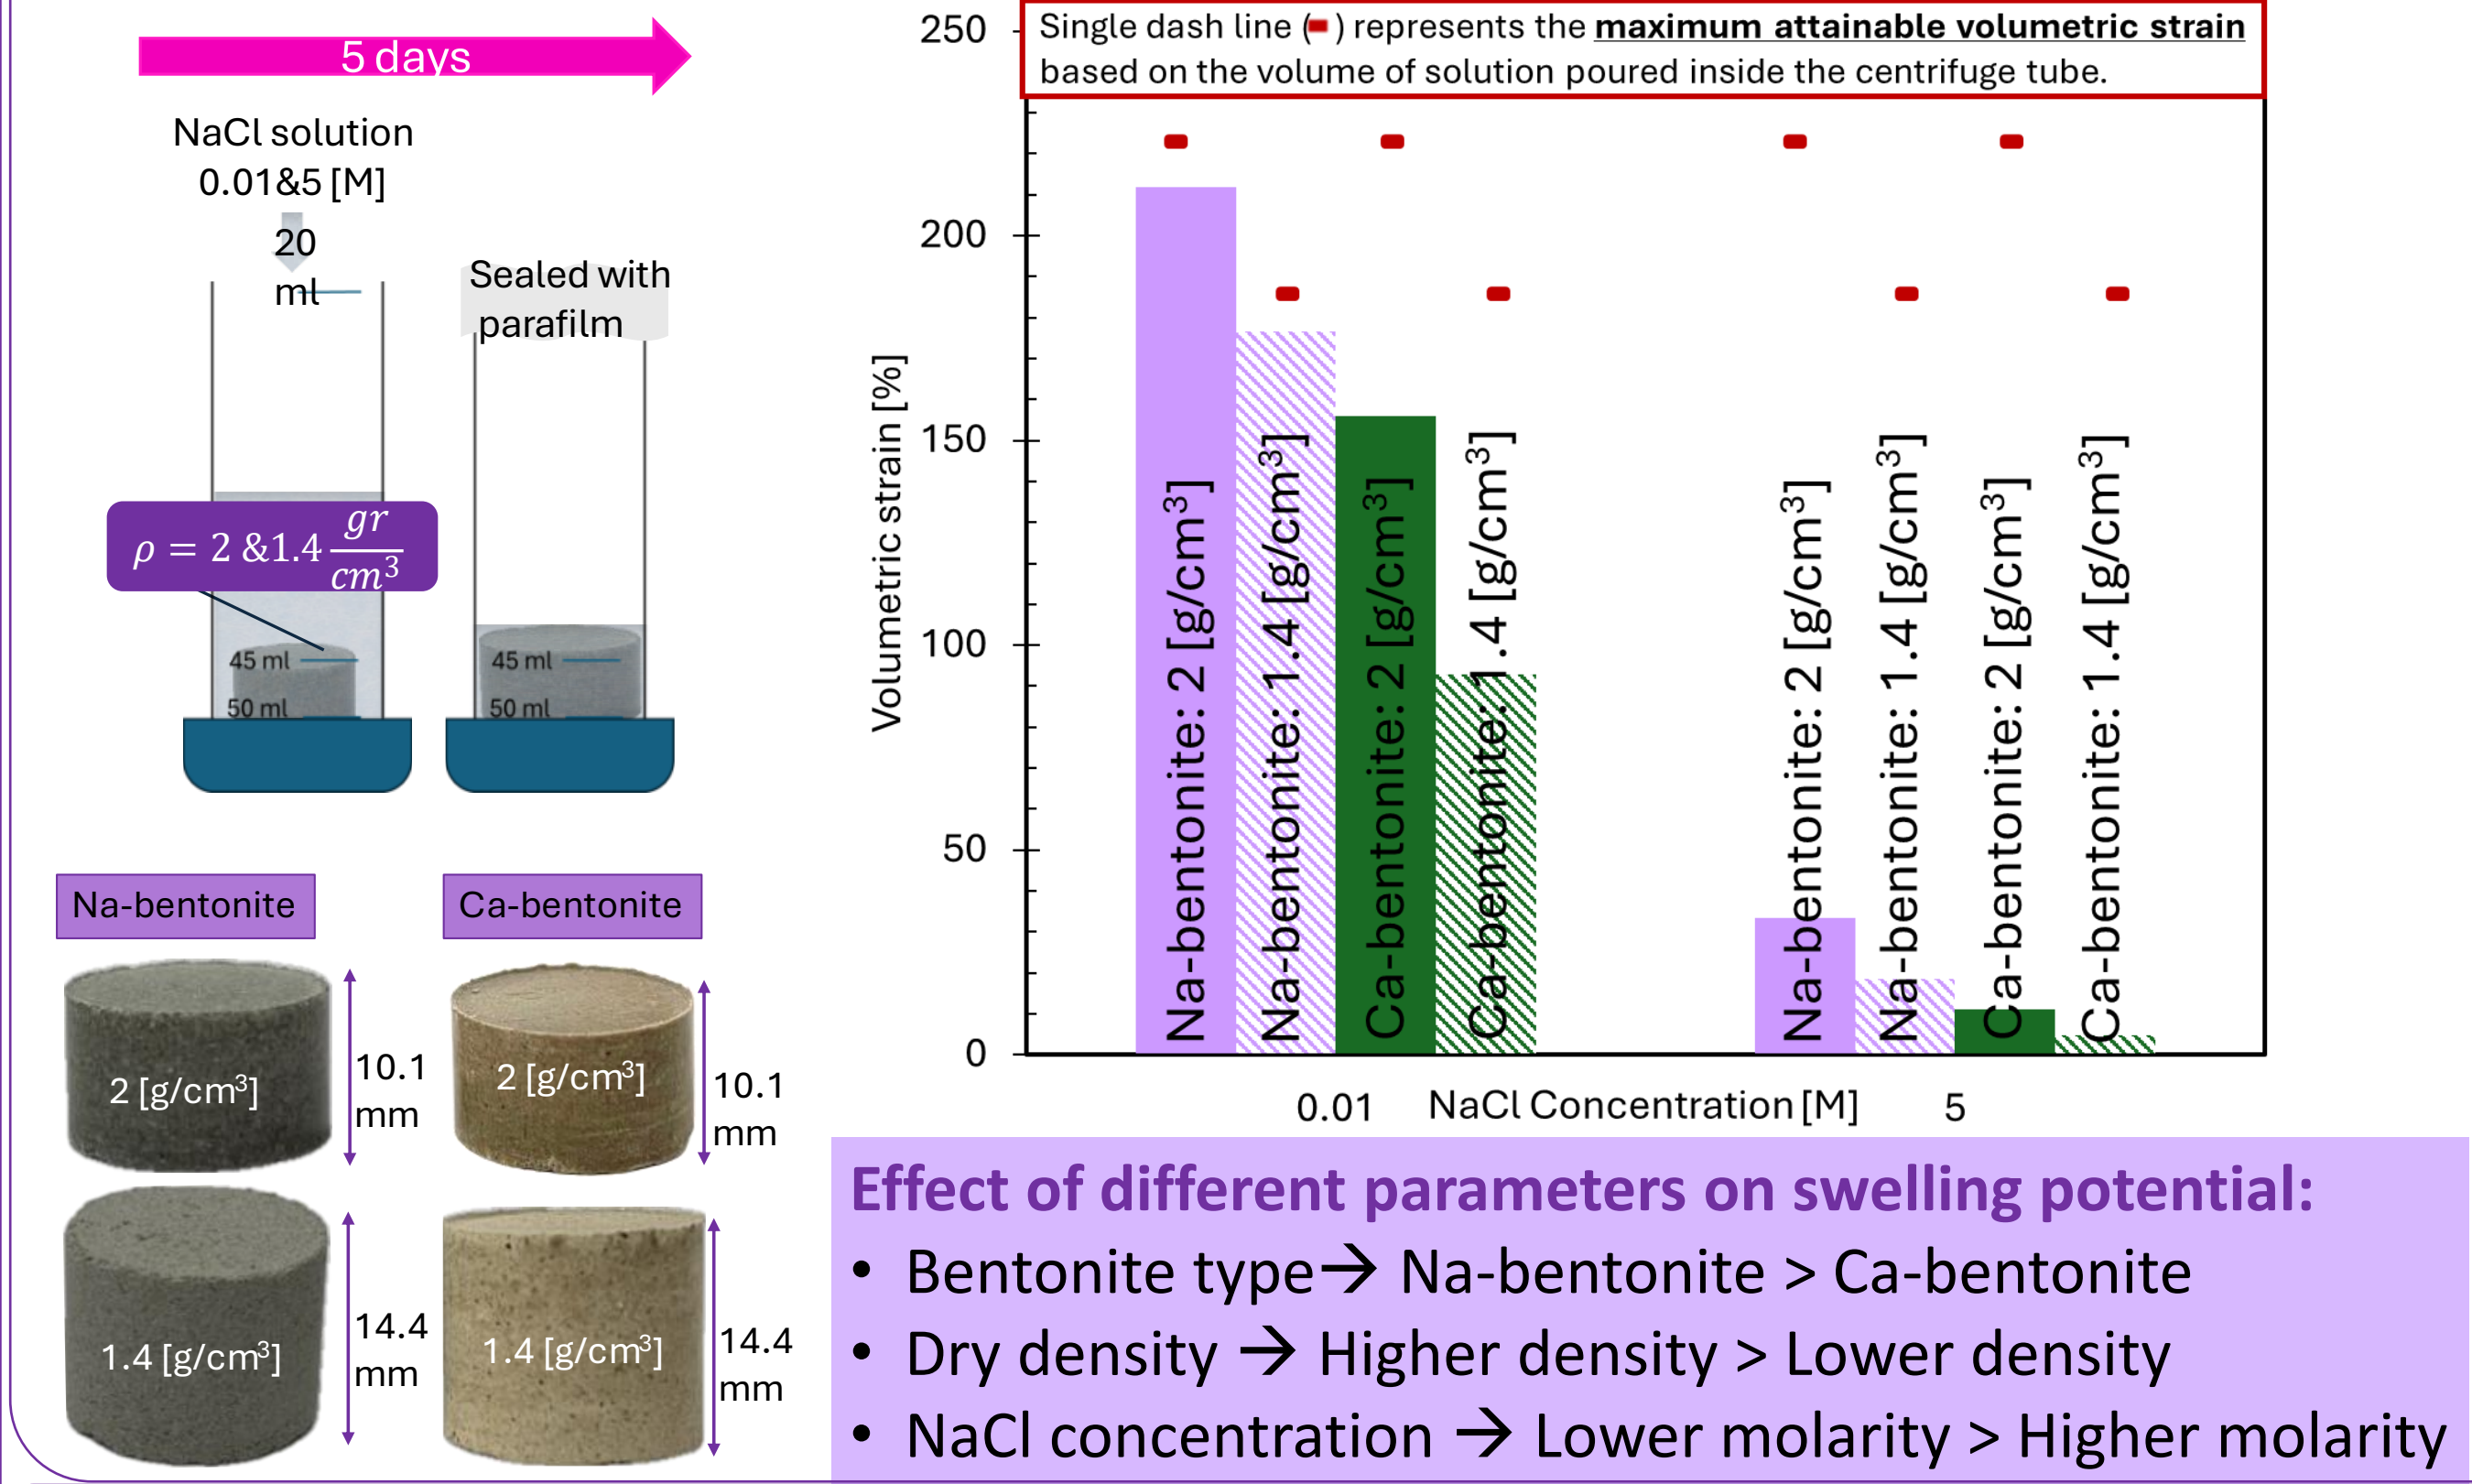 5 days
NaCl solution
0.01&5 [M]
20
ml
Sealed with
parafilm
ρ = 2 &1.4 gr/cm³
45 ml
50 ml
45 ml
50 ml
Na-bentonite
Ca-bentonite
2 [g/cm³]
10.1
mm
2 [g/cm³]
10.1
mm
1.4 [g/cm³]
14.4
mm
1.4 [g/cm³]
14.4
mm
Single dash line ( ) represents the maximum attainable volumetric strain
based on the volume of solution poured inside the centrifuge tube.
Volumetric strain [%]
250
200
150
100
50
0
Na-bentonite: 2 [g/cm³]
Na-bentonite: 1.4 [g/cm³]
Ca-bentonite: 2 [g/cm³]
Ca-bentonite: 1.4 [g/cm³]
Na-bentonite: 2 [g/cm³]
Na-bentonite: 1.4 [g/cm³]
Ca-bentonite: 2 [g/cm³]
Ca-bentonite: 1.4 [g/cm³]
0.01 NaCl Concentration [M] 5
Effect of different parameters on swelling potential:
• Bentonite type→ Na-bentonite > Ca-bentonite
• Dry density → Higher density > Lower density
• NaCl concentration → Lower molarity > Higher molarity